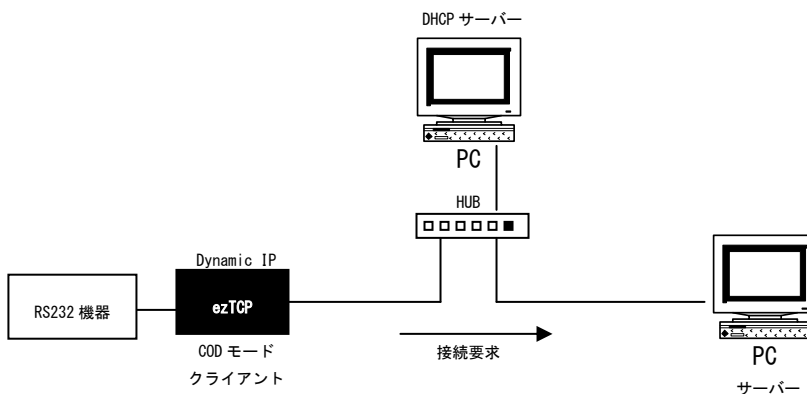 DHCP サーバー
PC
HUB
Dynamic IP
RS232 機器
ezTCP
COD モード
クライアント
接続要求
PC
サーバー